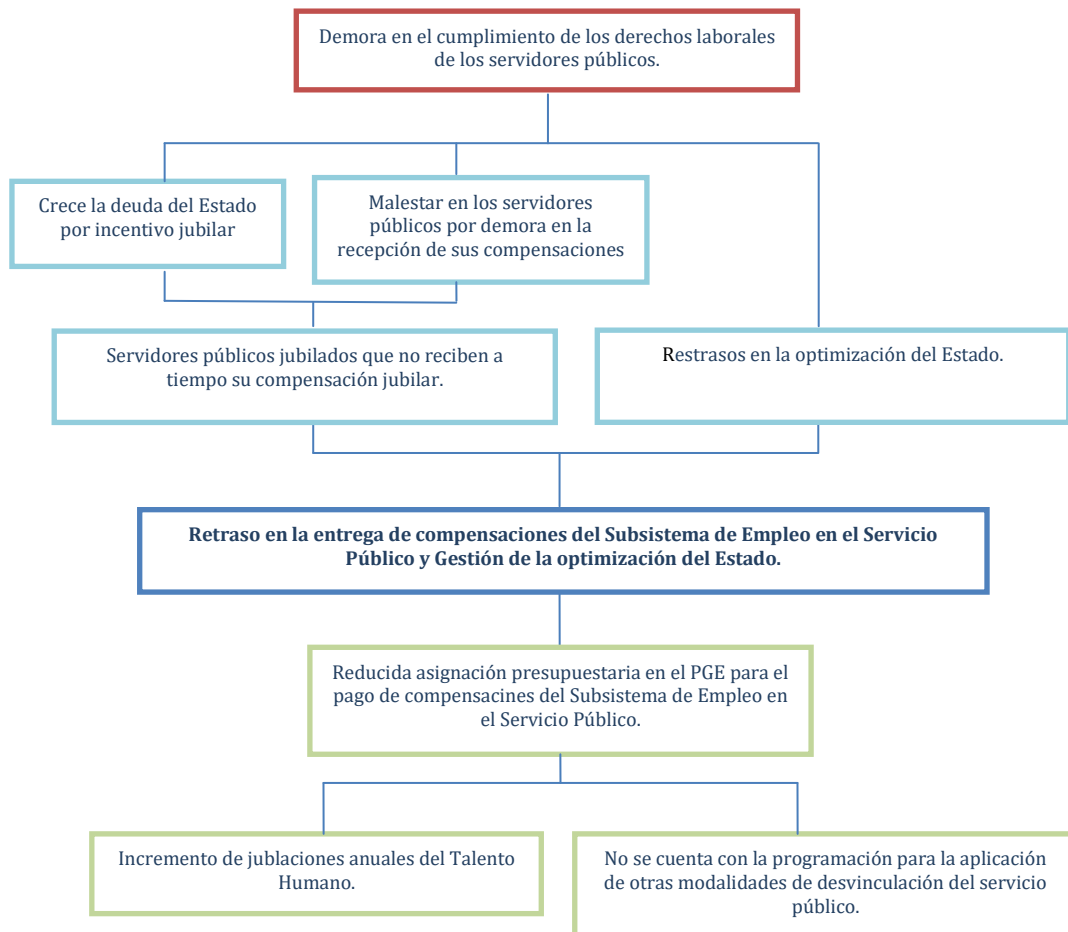 Demora en el cumplimiento de los derechos laborales
de los servidores públicos.
Crece la deuda del Estado
por incentivo jubilar
Malestar en los servidores
públicos por demora en la
recepción de sus compensaciones
Servidores públicos jubilados que no reciben a
tiempo su compensación jubilar.
Restrasos en la optimización del Estado.
Retraso en la entrega de compensaciones del Subsistema de Empleo en el Servicio
Público y Gestión de la optimización del Estado.
Reducida asignación presupuestaria en el PGE para el
pago de compensacines del Subsistema de Empleo en
el Servicio Público.
Incremento de jublaciones anuales del Talento
Humano.
No se cuenta con la programación para la aplicación
de otras modalidades de desvinculación del servicio
público.